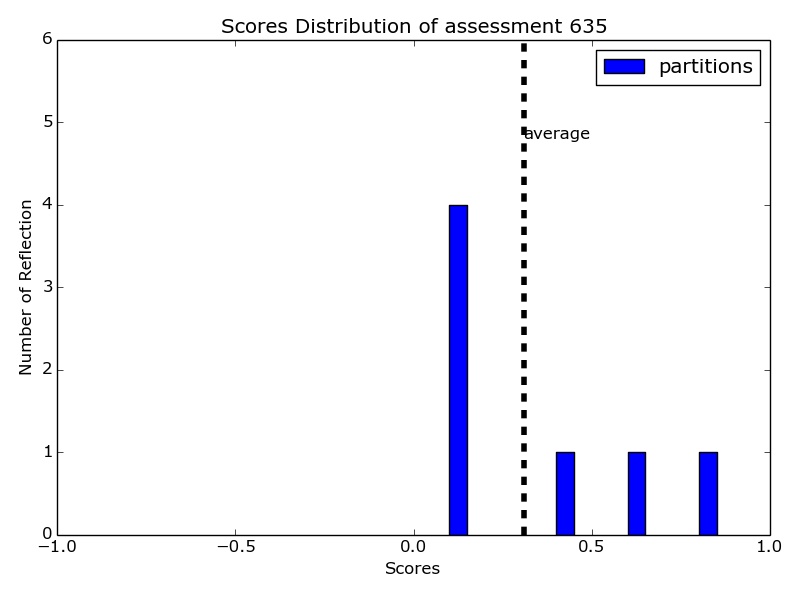 Scores Distribution of assessment 635
partitions
average
Number of Reflection
6
5
4
3
2
1
0
−1.0 −0.5 0.0 0.5 1.0
Scores